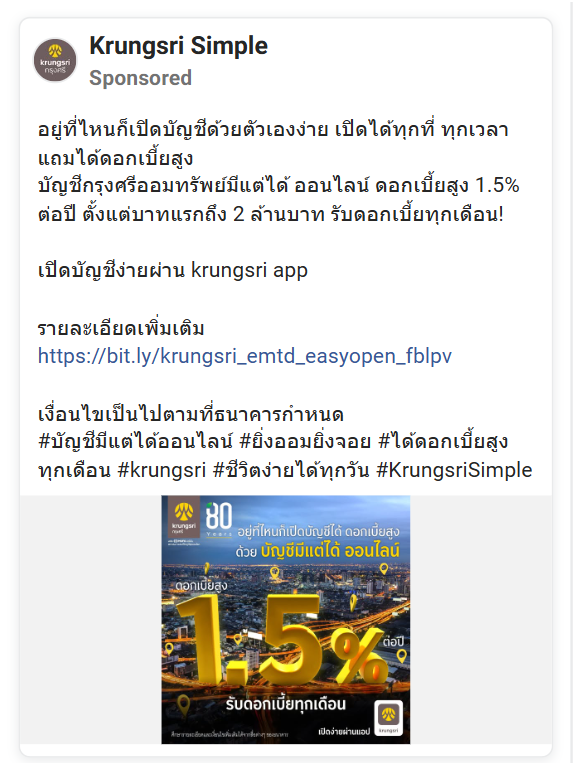 Krungsri Simple
Sponsored
krungsri
กรุงศรี
อยู่ที่ไหนก็เปิดบัญชีด้วยตัวเองง่าย เปิดได้ทุกที่ ทุกเวลา
แถมได้ดอกเบี้ยสูง
บัญชีกรุงศรีออมทรัพย์มีแต่ได้ ออนไลน์ ดอกเบี้ยสูง 1.5%
ต่อปี ตั้งแต่บาทแรกถึง 2 ล้านบาท รับดอกเบี้ยทุกเดือน!
เปิดบัญชีง่ายผ่าน krungsri app
รายละเอียดเพิ่มเติม
https://bit.ly/krungsri_emtd_easyopen_fblpv
เงื่อนไขเป็นไปตามที่ธนาคารกำหนด
#บัญชีมีแต่ได้ออนไลน์ #ยิ่งออมยิ่งจอย #ได้ดอกเบี้ยสูง
ทุกเดือน #krungsri #ชีวิตง่ายได้ทุกวัน #KrungsriSimple
krungsri
กรุงศรี
80
Years
อยู่ที่ไหนก็เปิดบัญชีได้ ดอกเบี้ยสูง
ด้วย บัญชีมีแต่ได้ ออนไลน์
ดอกเบี้ยสูง
1.5%
ต่อปี
รับดอกเบี้ยทุกเดือน
เปิดง่ายผ่านแอป
krungsri